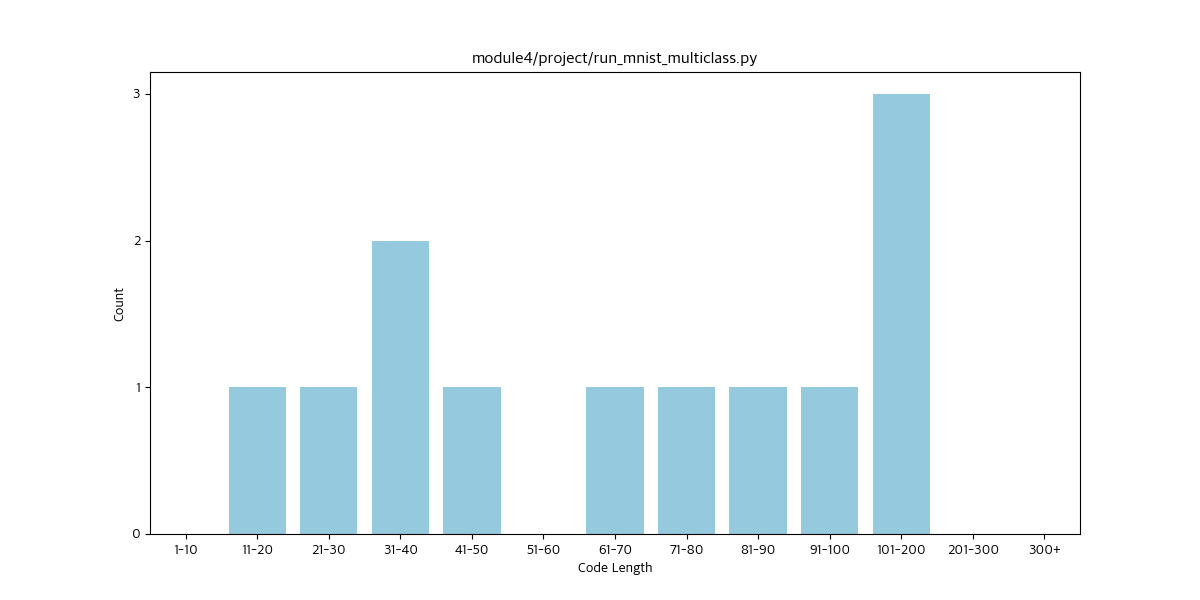 module4/project/run_mnist_multiclass.py
3
2
1
0
Count
1-10 11-20 21-30 31-40 41-50 51-60 61-70 71-80 81-90 91-100 101-200 201-300 300+
Code Length